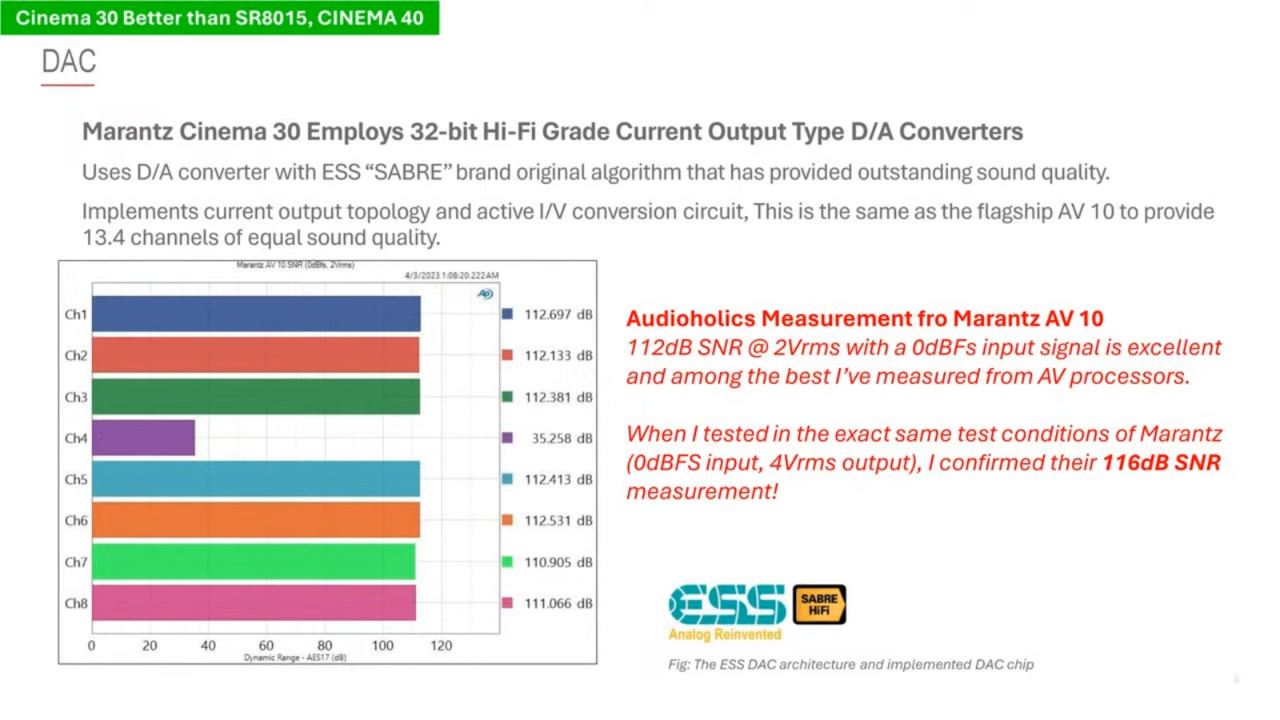 Cinema 30 Better than SR8015, CINEMA 40
DAC
Marantz Cinema 30 Employs 32-bit Hi-Fi Grade Current Output Type D/A Converters
Uses D/A converter with ESS “SABRE” brand original algorithm that has provided outstanding sound quality.
Implements current output topology and active I/V conversion circuit, This is the same as the flagship AV 10 to provide
13.4 channels of equal sound quality.
Marantz AV 10 SNR (0dBfs, 2Vrms)
4/3/2023 1:08:20.222 AM
Ch1 112.697 dB
Ch2 112.133 dB
Ch3 112.381 dB
Ch4 35.258 dB
Ch5 112.413 dB
Ch6 112.531 dB
Ch7 110.905 dB
Ch8 111.066 dB
0 20 40 60 80 100 120
Dynamic Range - AES17 (dB)
Audioholics Measurement fro Marantz AV 10
112dB SNR @ 2Vrms with a 0dBFs input signal is excellent
and among the best I’ve measured from AV processors.
When I tested in the exact same test conditions of Marantz
(0dBFS input, 4Vrms output), I confirmed their 116dB SNR
measurement!
ESS
Analog Reinvented
SABRE
HiFi
Fig: The ESS DAC architecture and implemented DAC chip